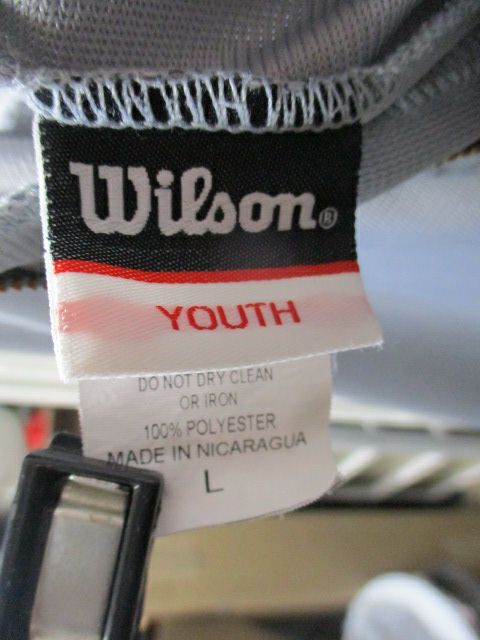 Wilson®
YOUTH
DO NOT DRY CLEAN
OR IRON
100% POLYESTER
MADE IN NICARAGUA
L